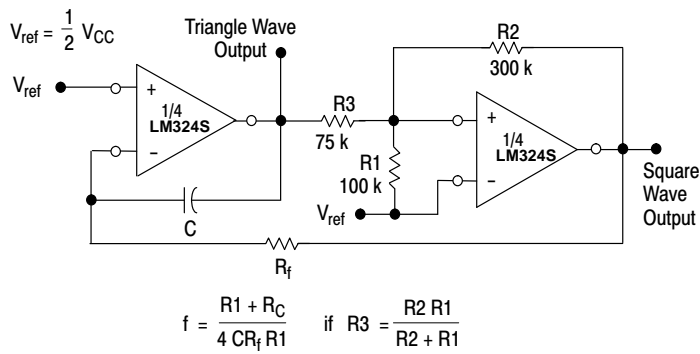 V_ref = 1/2 V_CC
Triangle Wave
Output
R2
300 k
V_ref
+
1/4
LM324S
−
R3
75 k
+
1/4
LM324S
−
R1
100 k
V_ref
Square
Wave
Output
C
R_f
f = (R1 + R_C) / (4 CR_f R1) if R3 = (R2 R1) / (R2 + R1)